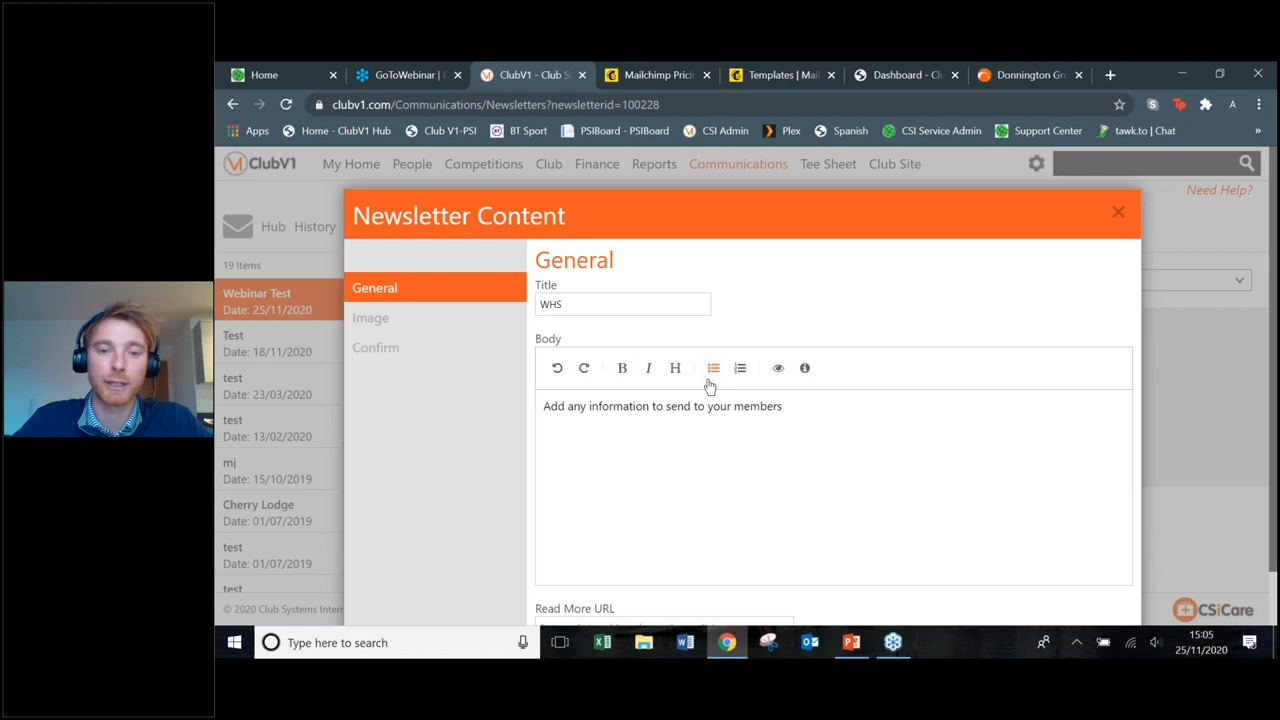 Home
GoToWebinar |
ClubV1 - Club S
Mailchimp Pricin
Templates | Mai
Dashboard - Clu
Donnington Gro
clubv1.com/Communications/Newsletters?newsletterid=100228
A
Apps
Home - ClubV1 Hub
Club V1-PSI
BT Sport
PSIBoard - PSIBoard
CSI Admin
Plex
Spanish
CSI Service Admin
Support Center
tawk.to | Chat
»
V1 ClubV1
My Home
People
Competitions
Club
Finance
Reports
Communications
Tee Sheet
Club Site
Need Help?
Hub
History
19 Items
Webinar Test
Date: 25/11/2020
Test
Date: 18/11/2020
test
Date: 23/03/2020
test
Date: 13/02/2020
mj
Date: 15/10/2019
Cherry Lodge
Date: 01/07/2019
test
Date: 01/07/2019
test
© 2020 Club Systems Intern
Newsletter Content
General
Image
Confirm
General
Title
WHS
Body
B I H
Add any information to send to your members
Read More URL
CSiCare
Type here to search
15:05
25/11/2020